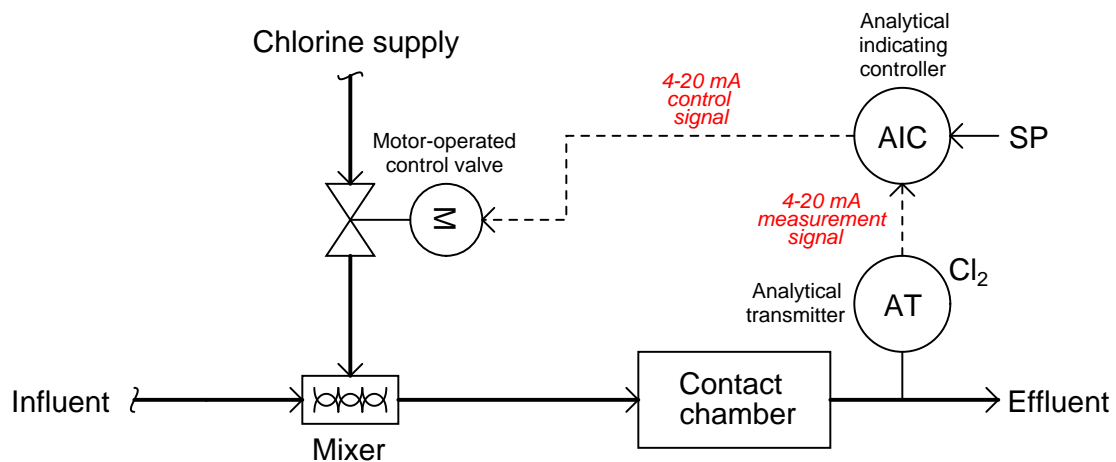 Chlorine supply
Analytical
indicating
controller
4-20 mA
control
signal
AIC
SP
Motor-operated
control valve
M
4-20 mA
measurement
signal
Cl2
Analytical
transmitter
AT
Influent
Mixer
Contact
chamber
Effluent